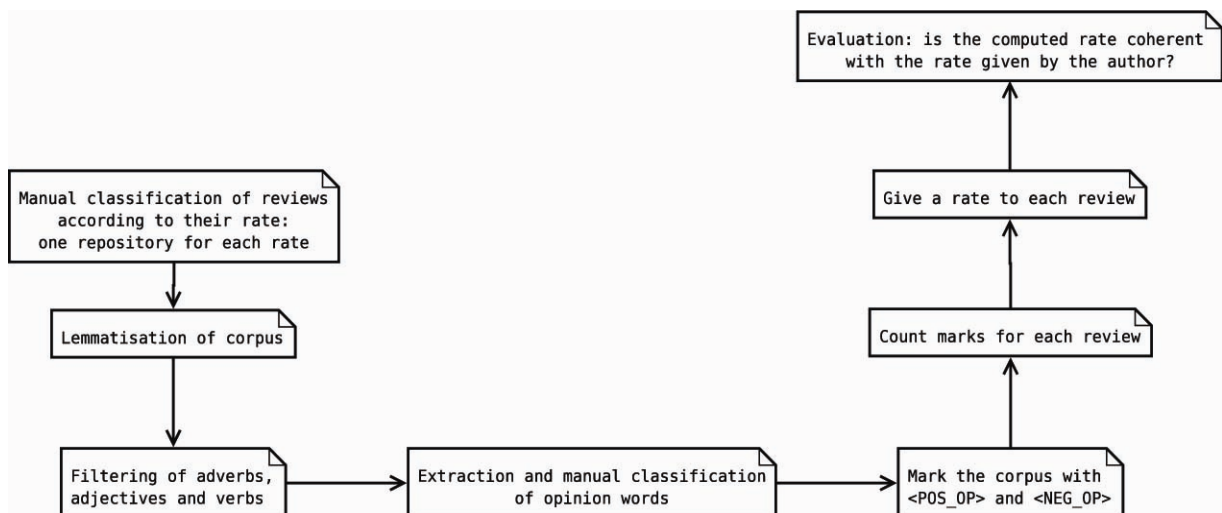 Manual classification of reviews
according to their rate:
one repository for each rate
Lemmatisation of corpus
Filtering of adverbs,
adjectives and verbs
Extraction and manual classification
of opinion words
Mark the corpus with
<POS_OP> and <NEG_OP>
Count marks for each review
Give a rate to each review
Evaluation: is the computed rate coherent
with the rate given by the author?